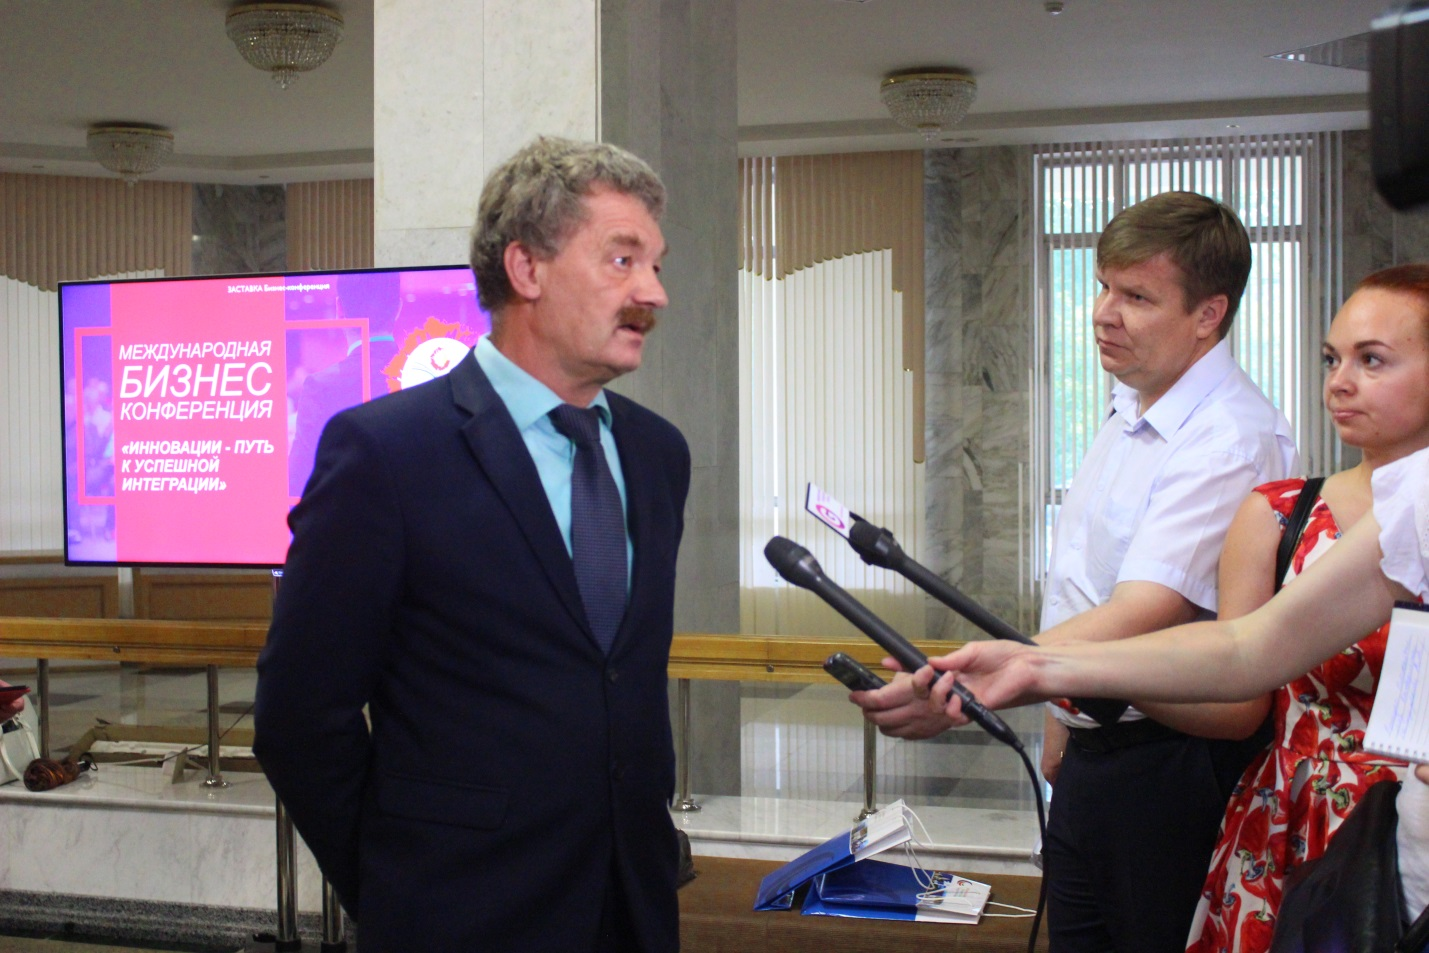 ЗАСТАВКА Бизнес-конференция
МЕЖДУНАРОДНАЯ
БИЗНЕС
КОНФЕРЕНЦИЯ
«ИННОВАЦИИ - ПУТЬ
К УСПЕШНОЙ
ИНТЕГРАЦИИ»